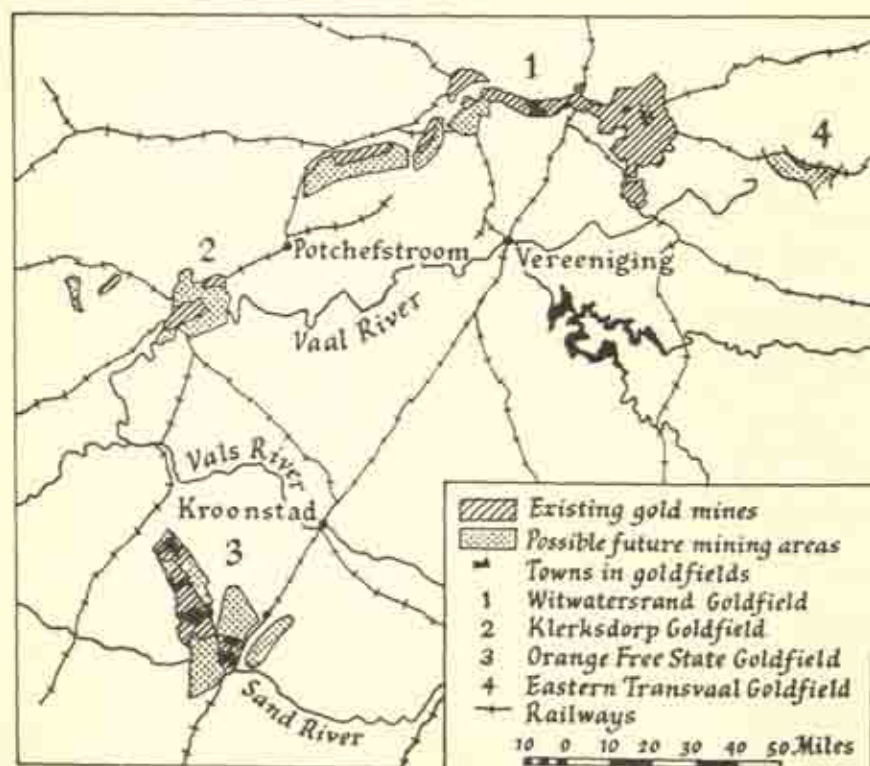 1
4
2
Potchefstroom
Vereeniging
Vaal River
Vals River
Kroonstad
3
Sand River
Existing gold mines
Possible future mining areas
Towns in goldfields
1 Witwatersrand Goldfield
2 Klerksdorp Goldfield
3 Orange Free State Goldfield
4 Eastern Transvaal Goldfield
Railways
10 0 10 20 30 40 50 Miles